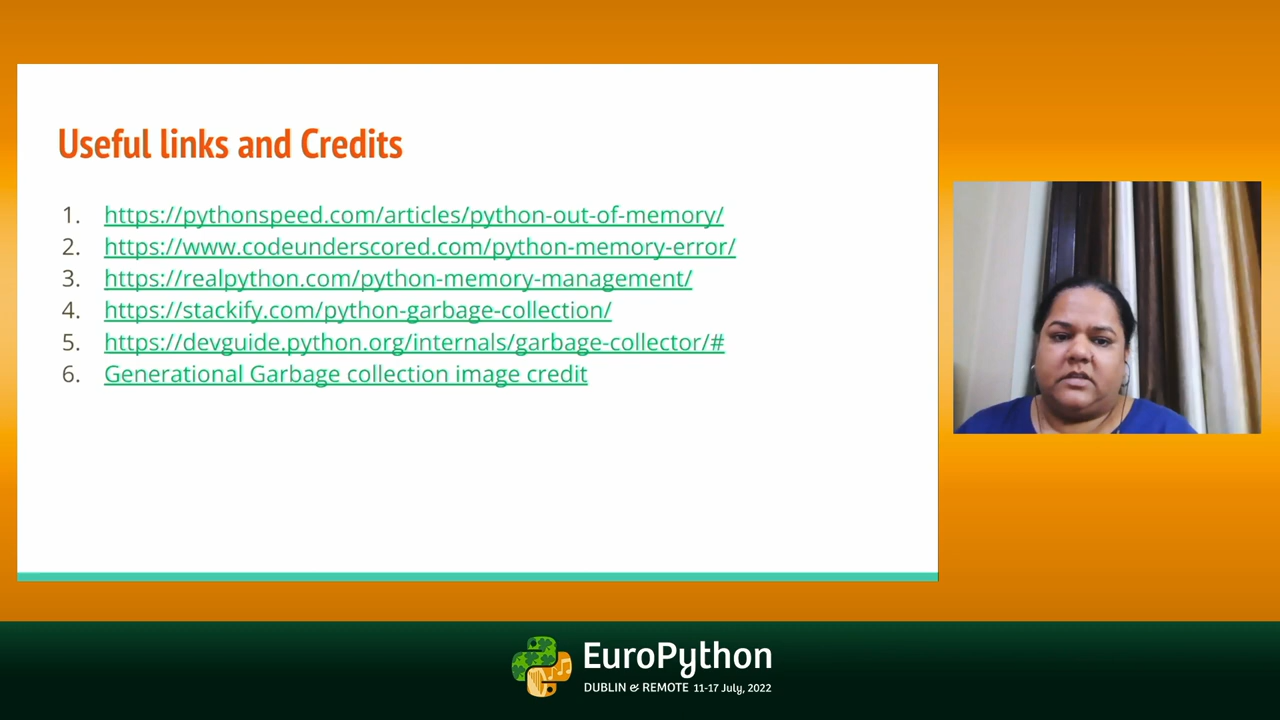 Useful links and Credits
1. https://pythonspeed.com/articles/python-out-of-memory/
2. https://www.codeunderscored.com/python-memory-error/
3. https://realpython.com/python-memory-management/
4. https://stackify.com/python-garbage-collection/
5. https://devguide.python.org/internals/garbage-collector/#
6. Generational Garbage collection image credit
EuroPython
DUBLIN & REMOTE 11-17 July, 2022